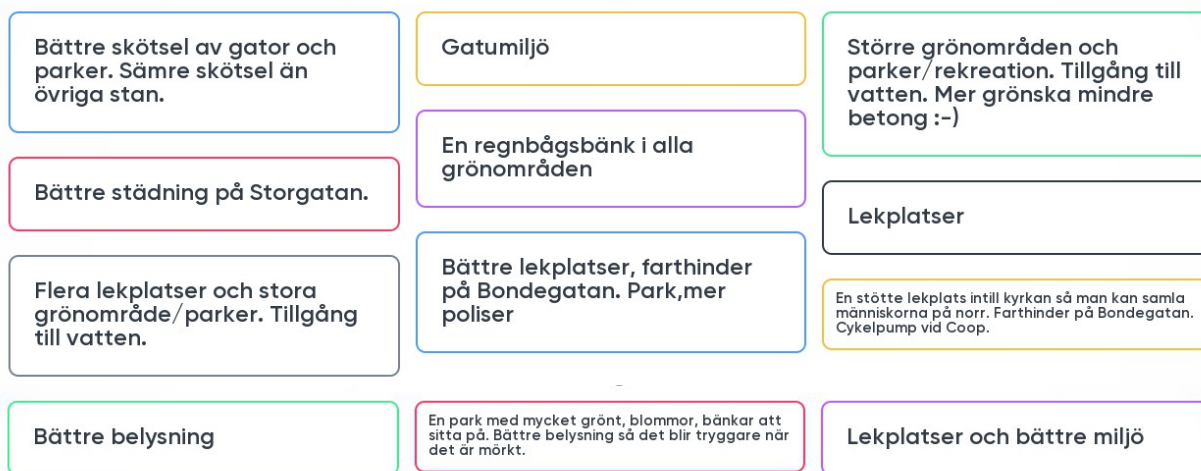 Bättre skötsel av gator och
parker. Sämre skötsel än
övriga stan.
Bättre städning på Storgatan.
Flera lekplatser och stora
grönområde/parker. Tillgång
till vatten.
Bättre belysning
Gatumiljö
En regnbågsbänk i alla
grönområden
Bättre lekplatser, farthinder
på Bondegatan. Park,mer
poliser
En park med mycket grönt, blommor, bänkar att
sitta på. Bättre belysning så det blir tryggare när
det är mörkt.
Större grönområden och
parker/rekreation. Tillgång till
vatten. Mer grönska mindre
betong :-)
Lekplatser
En stötte lekplats intill kyrkan så man kan samla
människorna på norr. Farthinder på Bondegatan.
Cykelpump vid Coop.
Lekplatser och bättre miljö